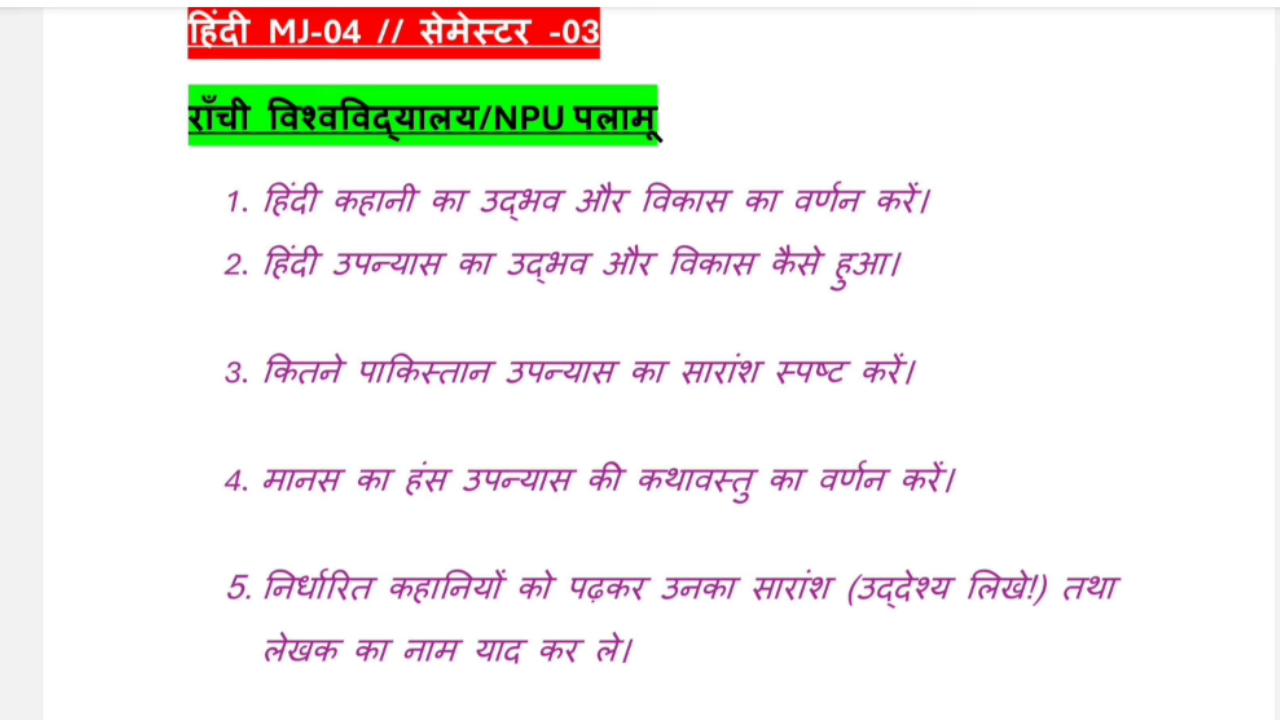 हिंदी MJ-04 // सेमेस्टर -03
राँची विश्वविद्यालय/NPU पलामू
1. हिंदी कहानी का उद्भव और विकास का वर्णन करें।
2. हिंदी उपन्यास का उद्भव और विकास कैसे हुआ।
3. कितने पाकिस्तान उपन्यास का सारांश स्पष्ट करें।
4. मानस का हंस उपन्यास की कथावस्तु का वर्णन करें।
5. निर्धारित कहानियों को पढ़कर उनका सारांश (उद्देश्य लिखे!) तथा
लेखक का नाम याद कर ले।